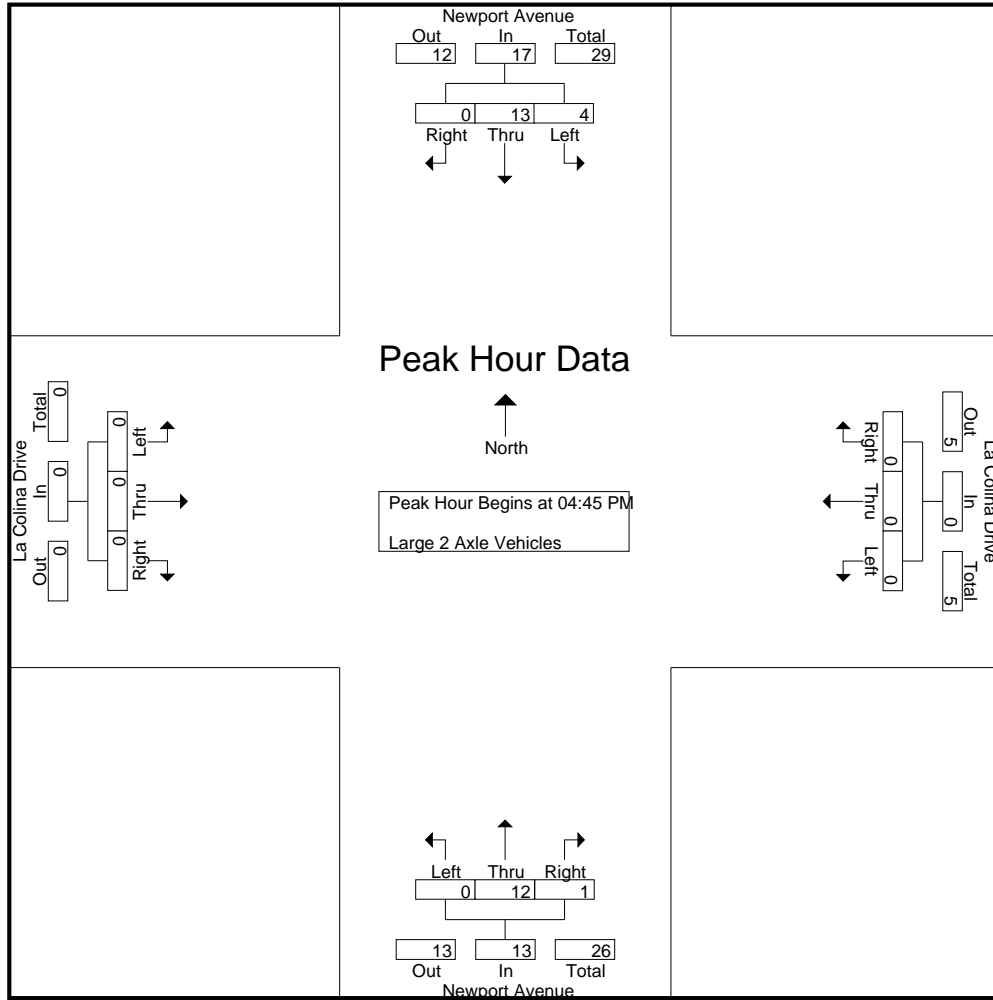 Newport Avenue
Out In Total
12 17 29
0 13 4
Right Thru Left
Peak Hour Data
North
Peak Hour Begins at 04:45 PM
Large 2 Axle Vehicles
La Colina Drive
Out In Total
0 0 0
Left Thru Right
0 0 0
La Colina Drive
Out In Total
5 0 5
Right Thru Left
0 0 0
Left Thru Right
0 12 1
13 13 26
Out In Total
Newport Avenue